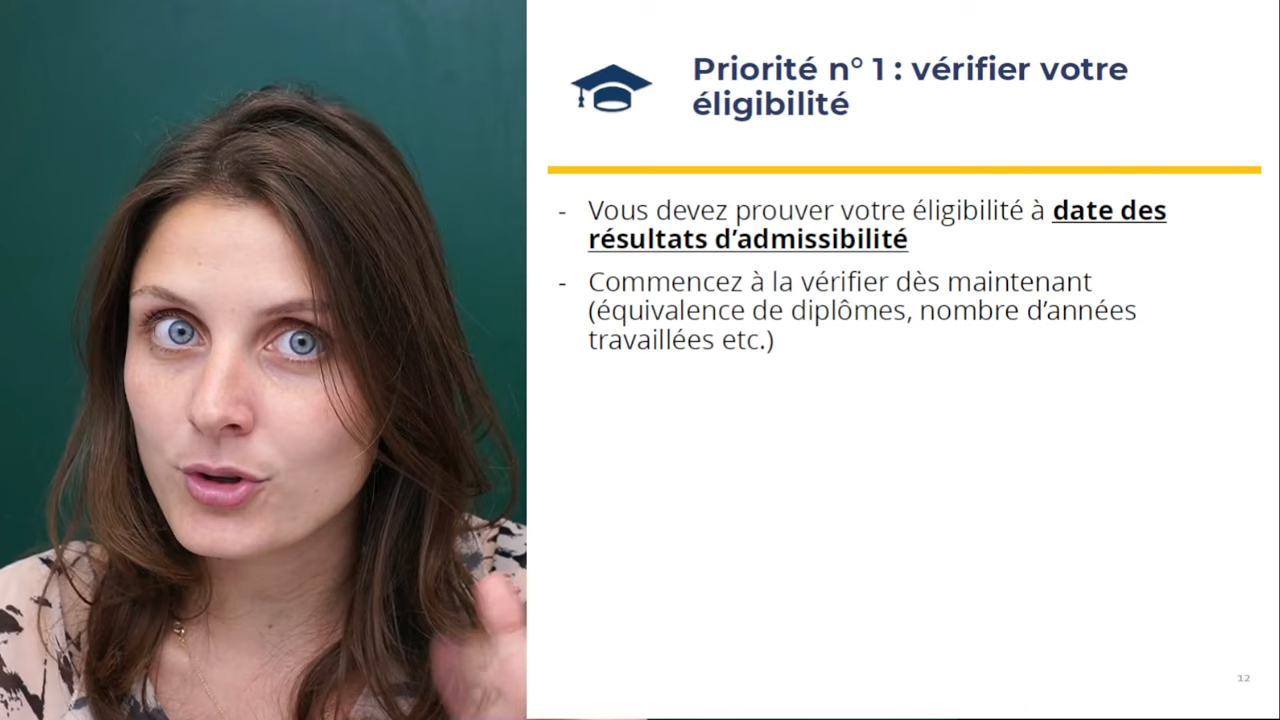 Priorité n° 1 : vérifier votre
éligibilité
- Vous devez prouver votre éligibilité à date des
résultats d’admissibilité
- Commencez à la vérifier dès maintenant
(équivalence de diplômes, nombre d’années
travaillées etc.)
12